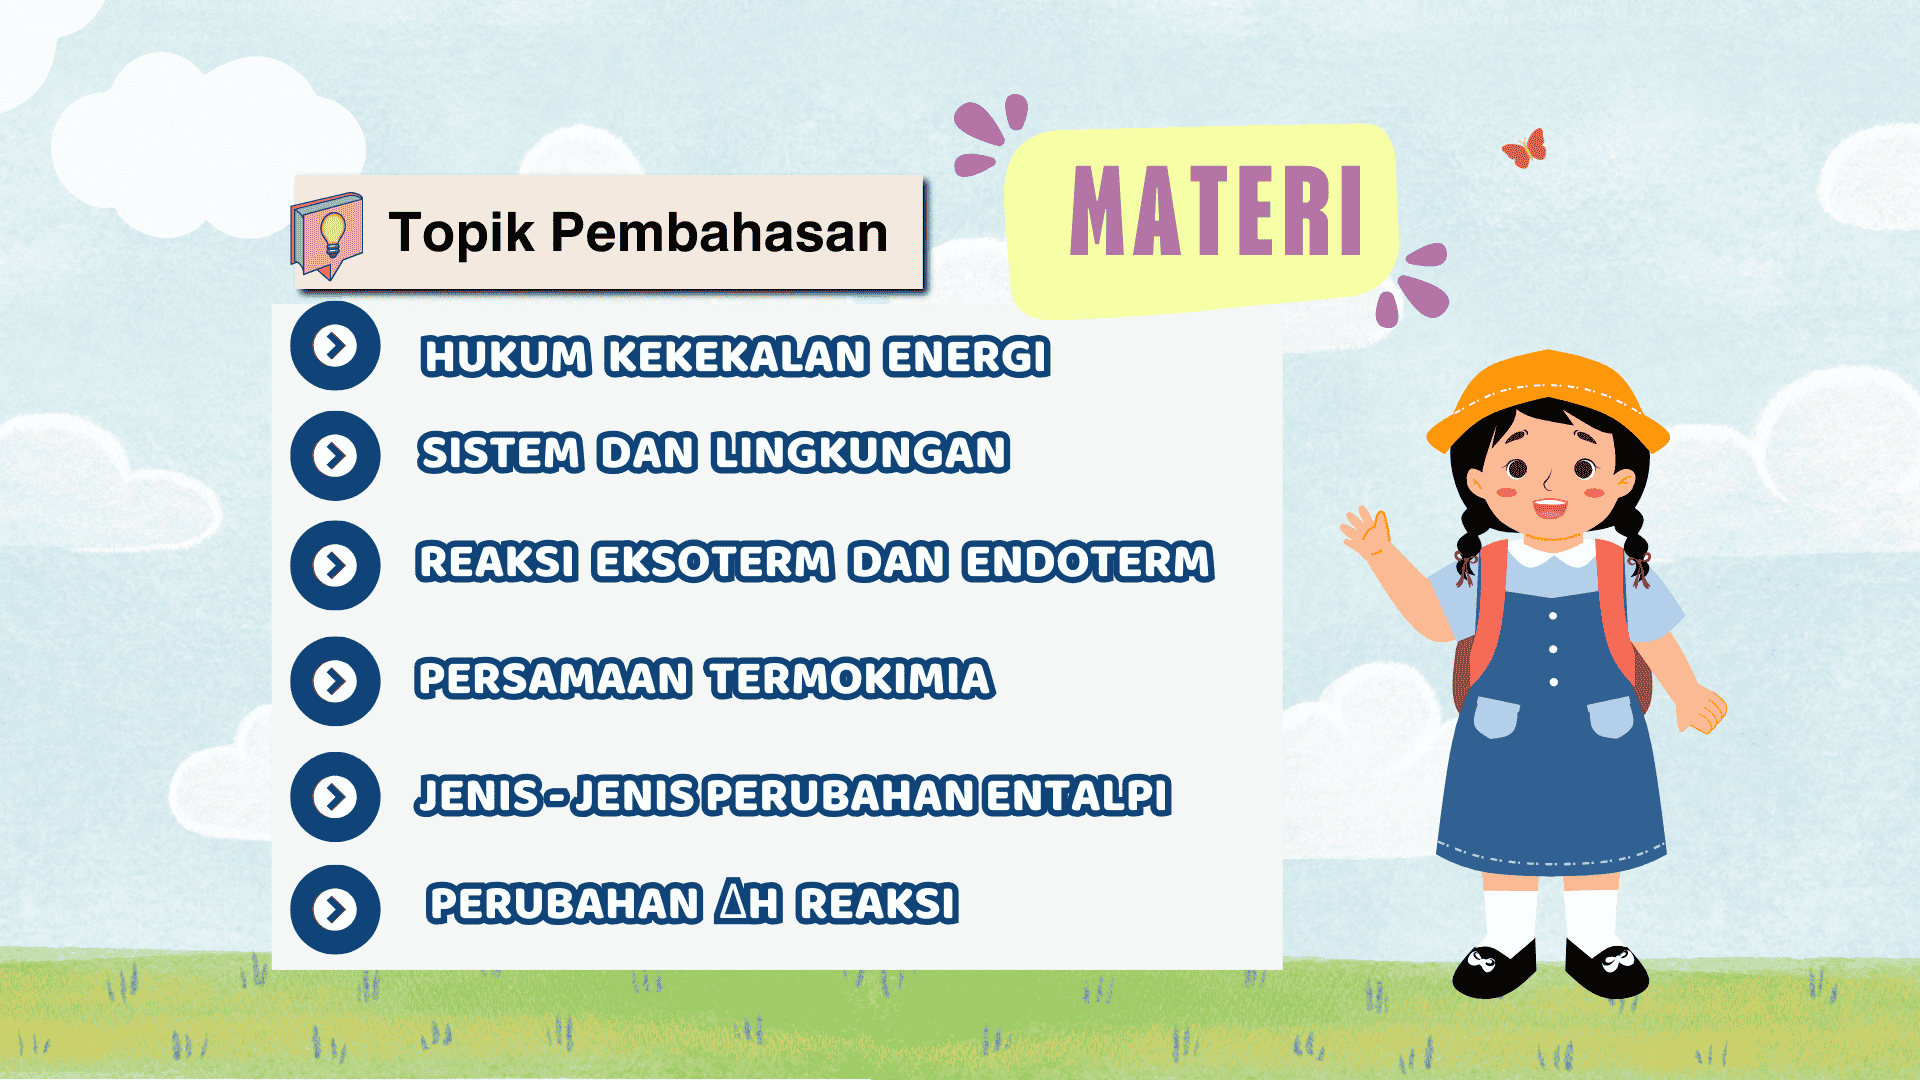 MATERI
Topik Pembahasan
HUKUM KEKEKALAN ENERGI
SISTEM DAN LINGKUNGAN
REAKSI EKSOTERM DAN ENDOTERM
PERSAMAAN TERMOKIMIA
JENIS-JENIS PERUBAHAN ENTALPI
PERUBAHAN ΔH REAKSI